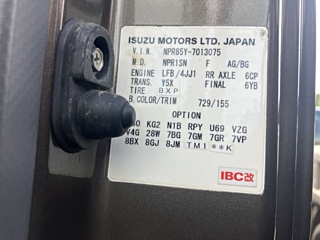 ISUZU MOTORS LTD. JAPAN
V.I.N. NPR85Y-7013075
M.D. NPR1SN F AG/BG
ENGINE LFB/4JJ1 RR AXLE 6CP
TRANS. Y5X FINAL 6YB
TIRE BXP
B.COLOR/TRIM 729/155
OPTION
KG2 N1B RPY U69 VZG
V4G 28W 7BG 7GM 7GR 7VP
8BX 8GJ 8JM TM1**K
IBC改